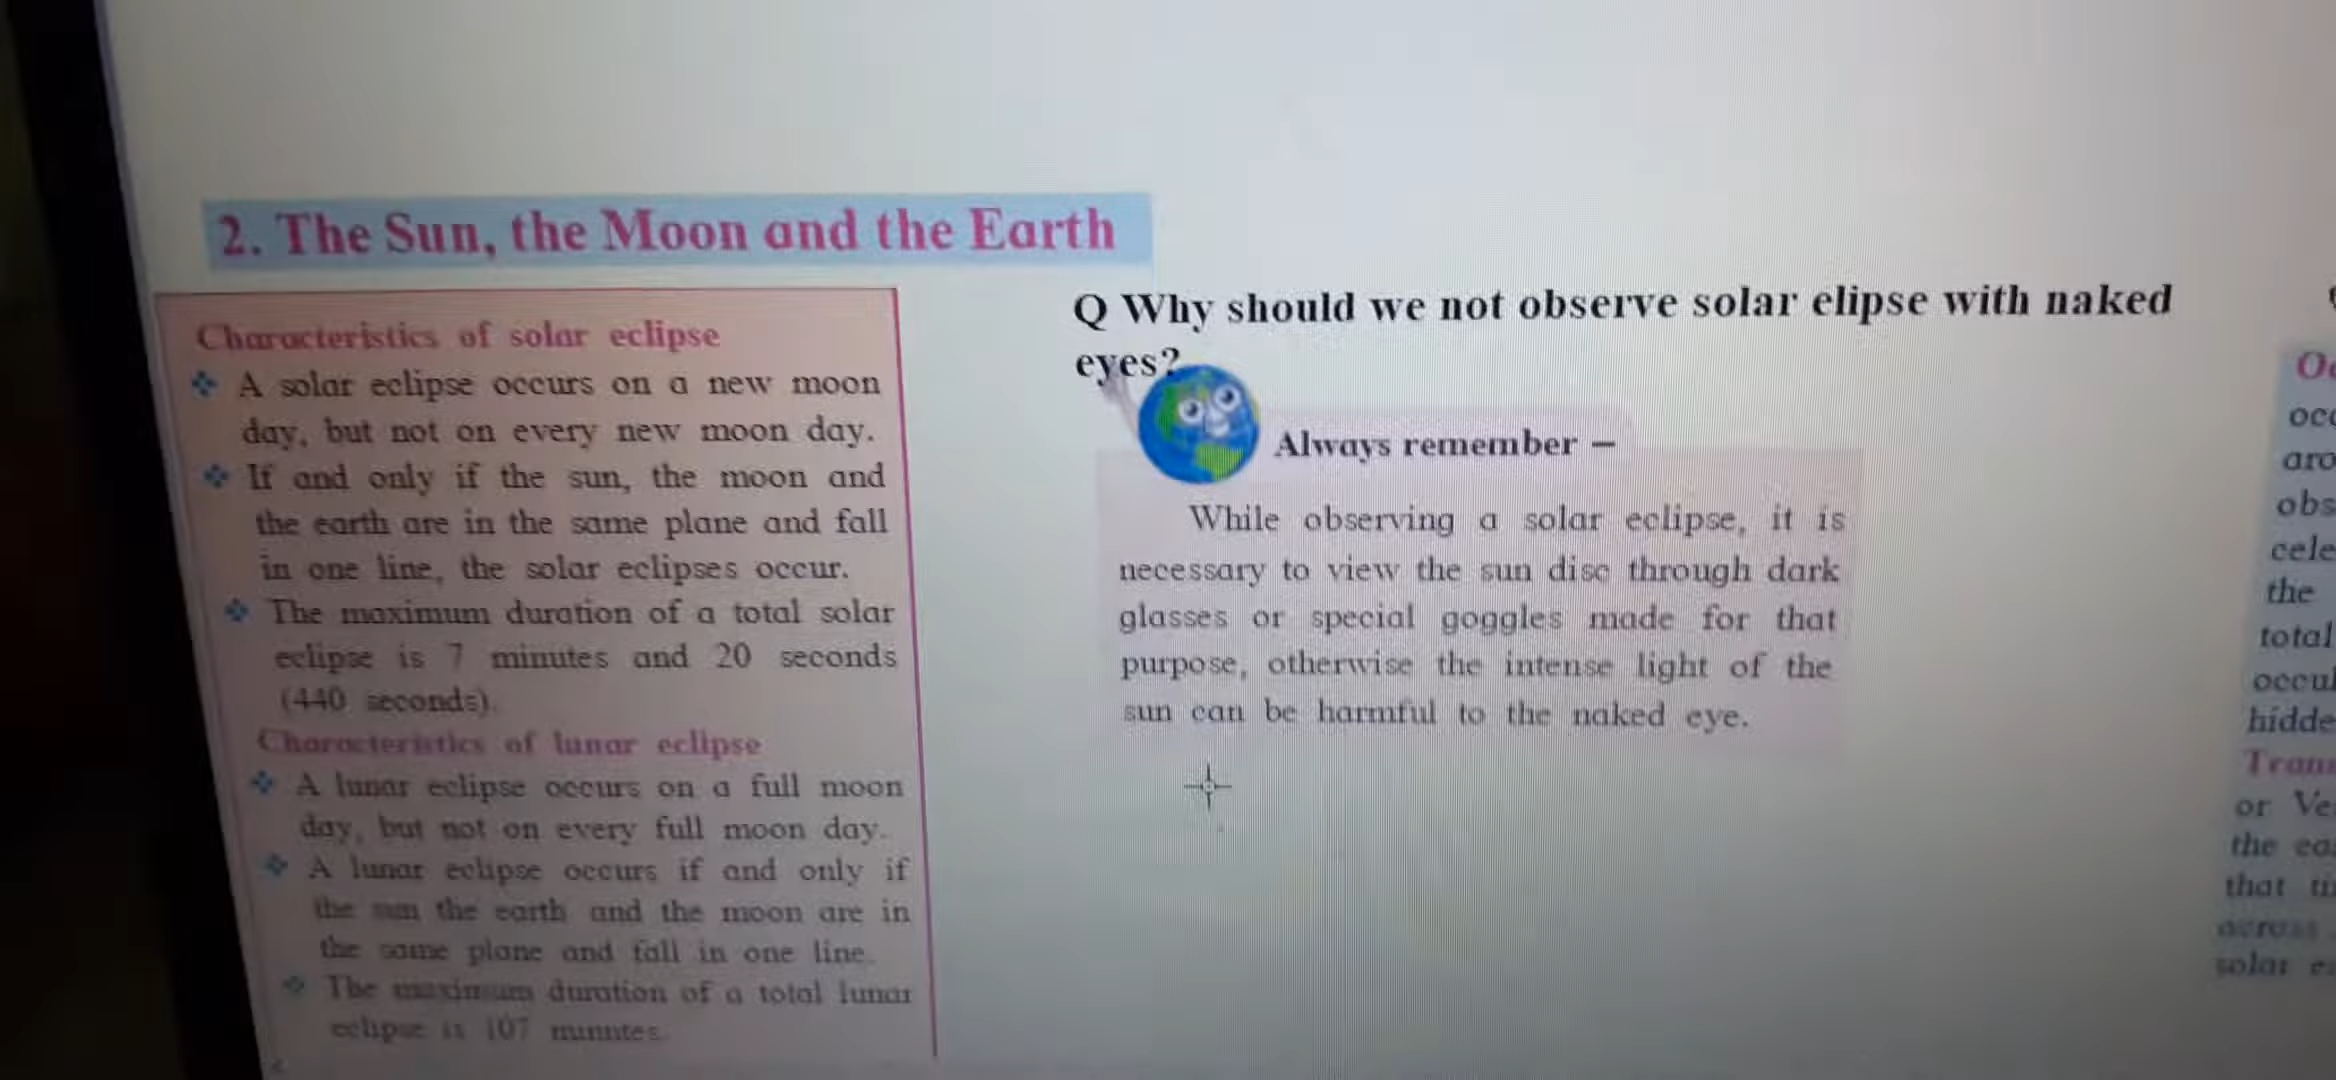 2. The Sun, the Moon and the Earth
Characteristics of solar eclipse
A solar eclipse occurs on a new moon
day, but not on every new moon day.
If and only if the sun, the moon and
the earth are in the same plane and fall
in one line, the solar eclipses occur.
The maximum duration of a total solar
eclipse is 7 minutes and 20 seconds
(440 seconds).
Characteristics of lunar eclipse
A lunar eclipse occurs on a full moon
day, but not on every full moon day.
A lunar eclipse occurs if and only if
the sun the earth and the moon are in
the same plane and fall in one line.
The maximum duration of a total lunar
eclipse is 107 minutes.
Q Why should we not observe solar elipse with naked
eyes?
Always remember –
While observing a solar eclipse, it is
necessary to view the sun disc through dark
glasses or special goggles made for that
purpose, otherwise the intense light of the
sun can be harmful to the naked eye.
the
total
or
the
that
solar